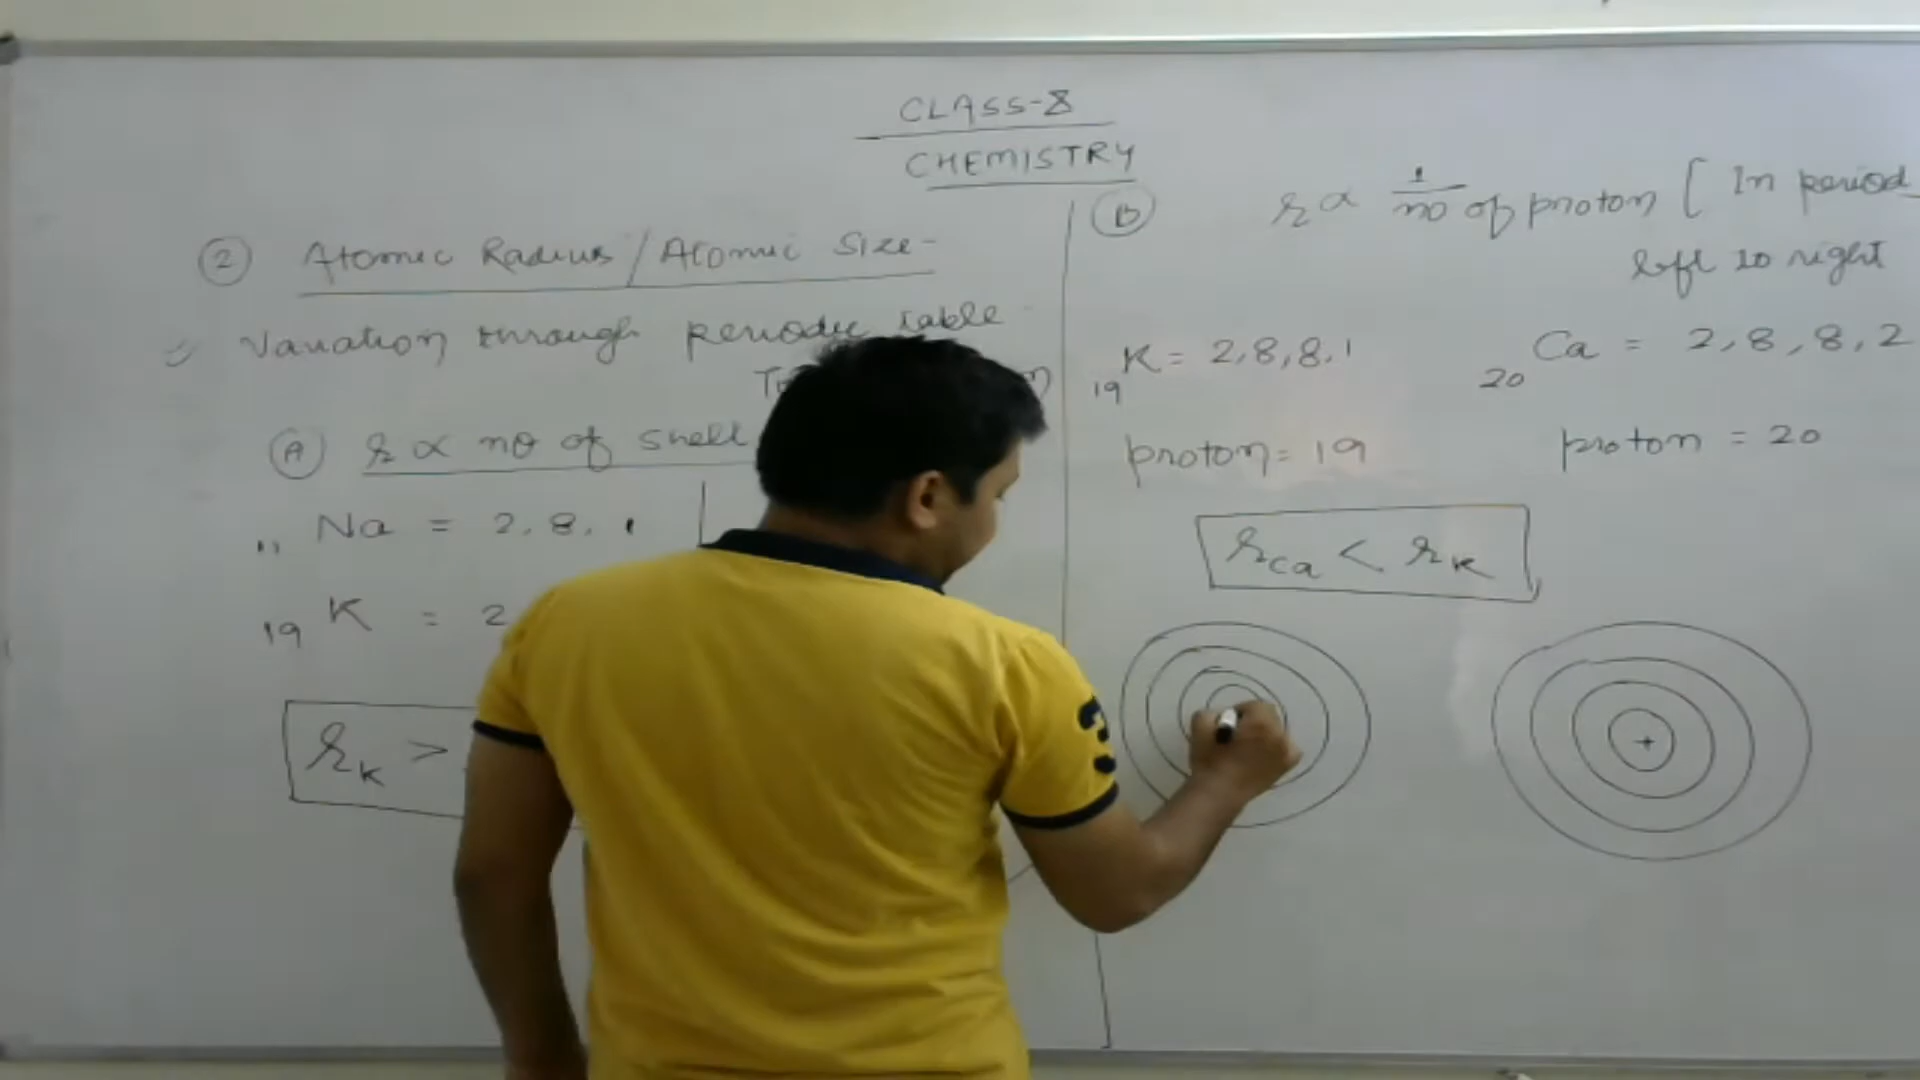 CLASS-8
CHEMISTRY
② Atomic Radius / Atomic Size -
Variation through periodic table
Ⓐ r ∝ no of shell
11 Na = 2, 8, 1
19 K = 2
r K >
Ⓑ r ∝ 1/no of proton [ In period
left to right
19 K = 2,8,8,1
20 Ca = 2,8,8,2
proton = 19
proton = 20
r Ca < r K
+
3